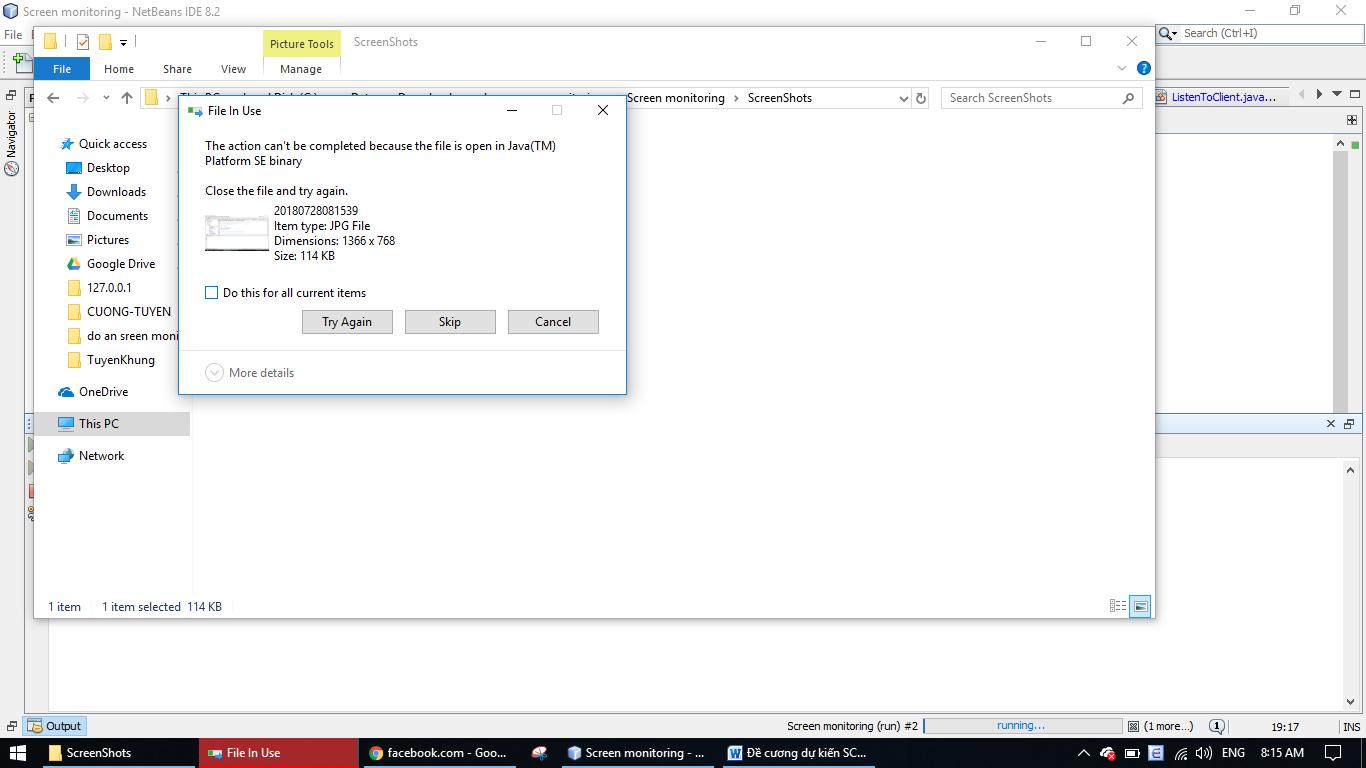 Screen monitoring - NetBeans IDE 8.2
File
Search (Ctrl+I)
Picture Tools
ScreenShots
File Home Share View Manage
Screen monitoring > ScreenShots
Search ScreenShots
ListenToClient.java...
Navigator
File In Use
The action can't be completed because the file is open in Java(TM)
Platform SE binary
Close the file and try again.
20180728081539
Item type: JPG File
Dimensions: 1366 x 768
Size: 114 KB
Do this for all current items
Try Again Skip Cancel
More details
Quick access
Desktop
Downloads
Documents
Pictures
Google Drive
127.0.0.1
CUONG-TUYEN
do an sreen moni
TuyenKhung
OneDrive
This PC
Network
1 item 1 item selected 114 KB
Output
Screen monitoring (run) #2 running... (1 more...) 1 19:17 INS
ScreenShots
File In Use
facebook.com - Goo...
Screen monitoring - ...
Đề cương dự kiến SC...
ENG 8:15 AM